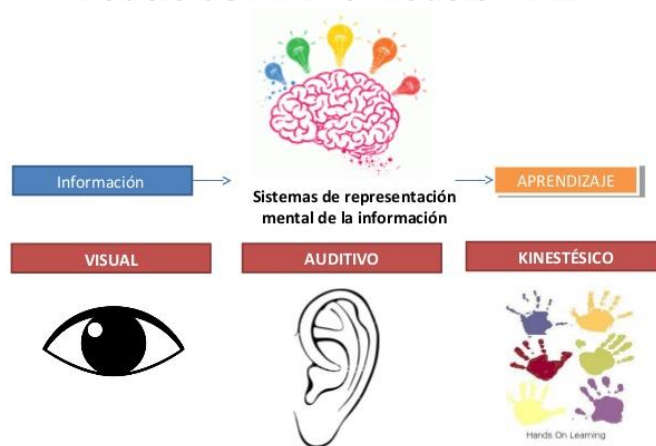 Información
Sistemas de representación
mental de la información
APRENDIZAJE
VISUAL
AUDITIVO
KINESTÉSICO
Hands On Learning